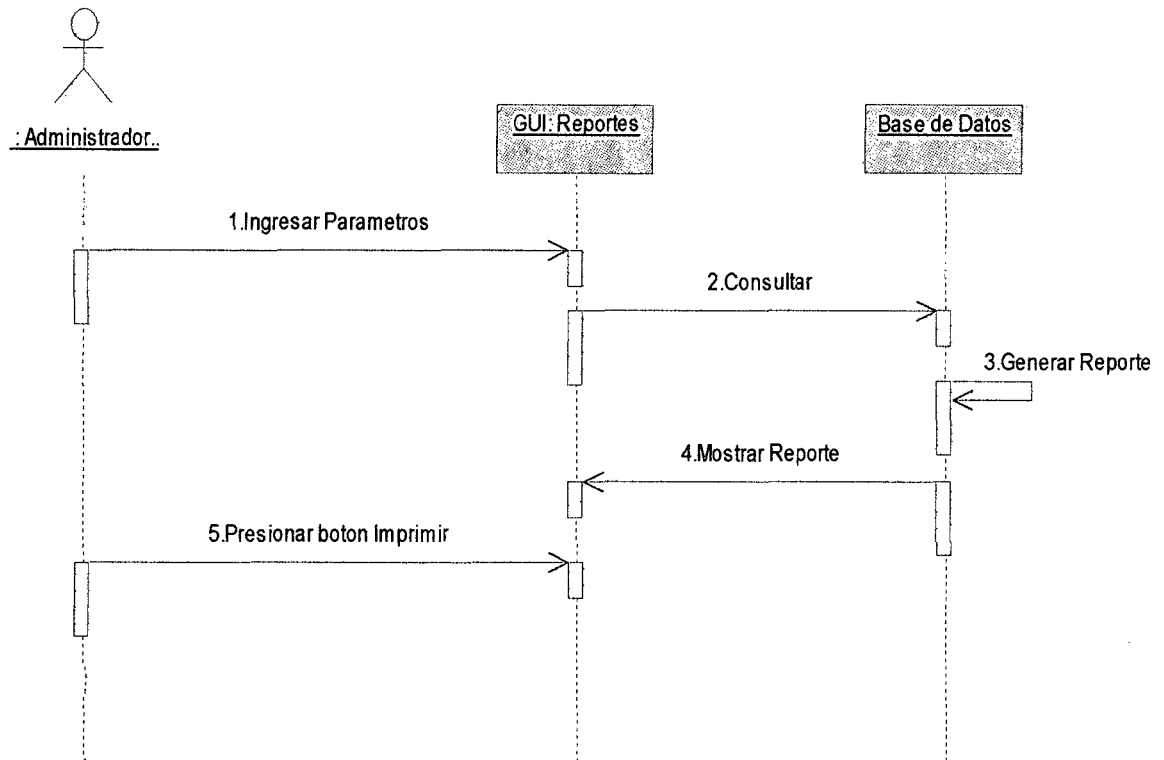 : Administrador..
GUI: Reportes
Base de Datos
1.Ingresar Parametros
2.Consultar
3.Generar Reporte
4.Mostrar Reporte
5.Presionar boton Imprimir